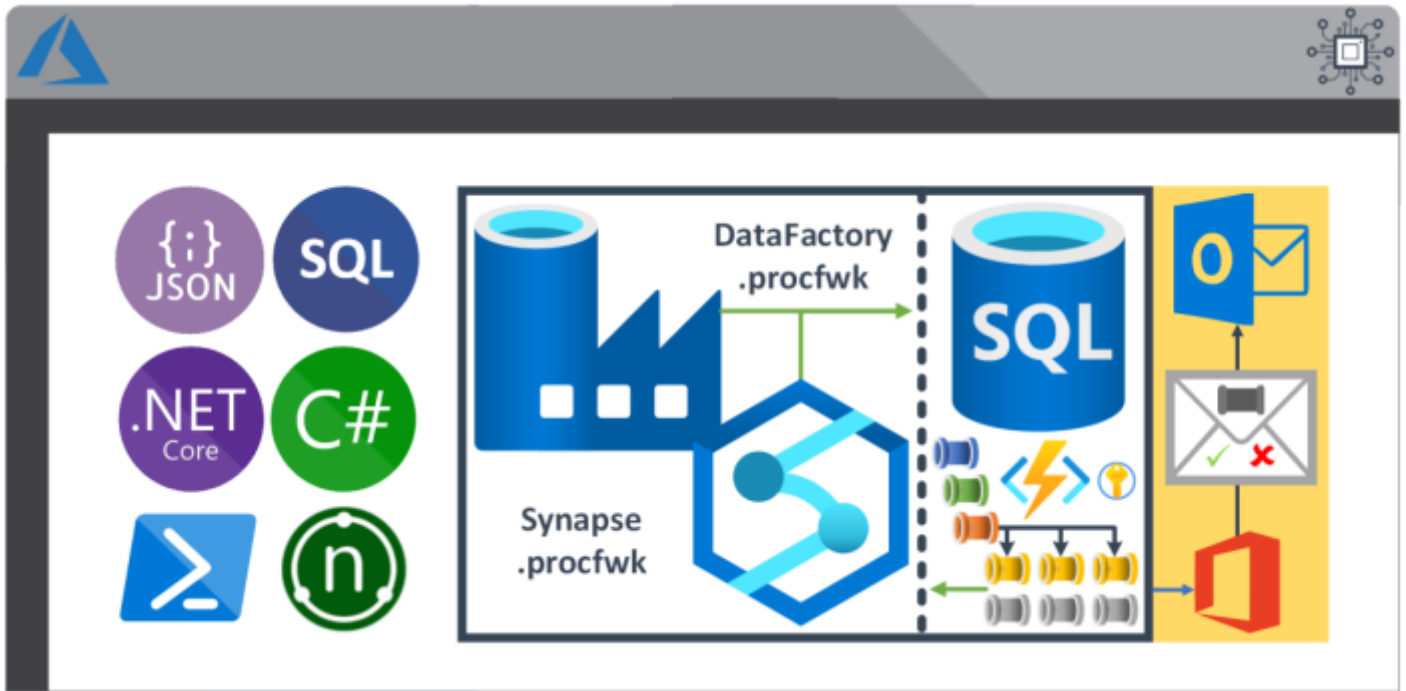 {;}
JSON
SQL
.NET
Core
C#
n
DataFactory
.procfwk
Synapse
.procfwk
SQL
O